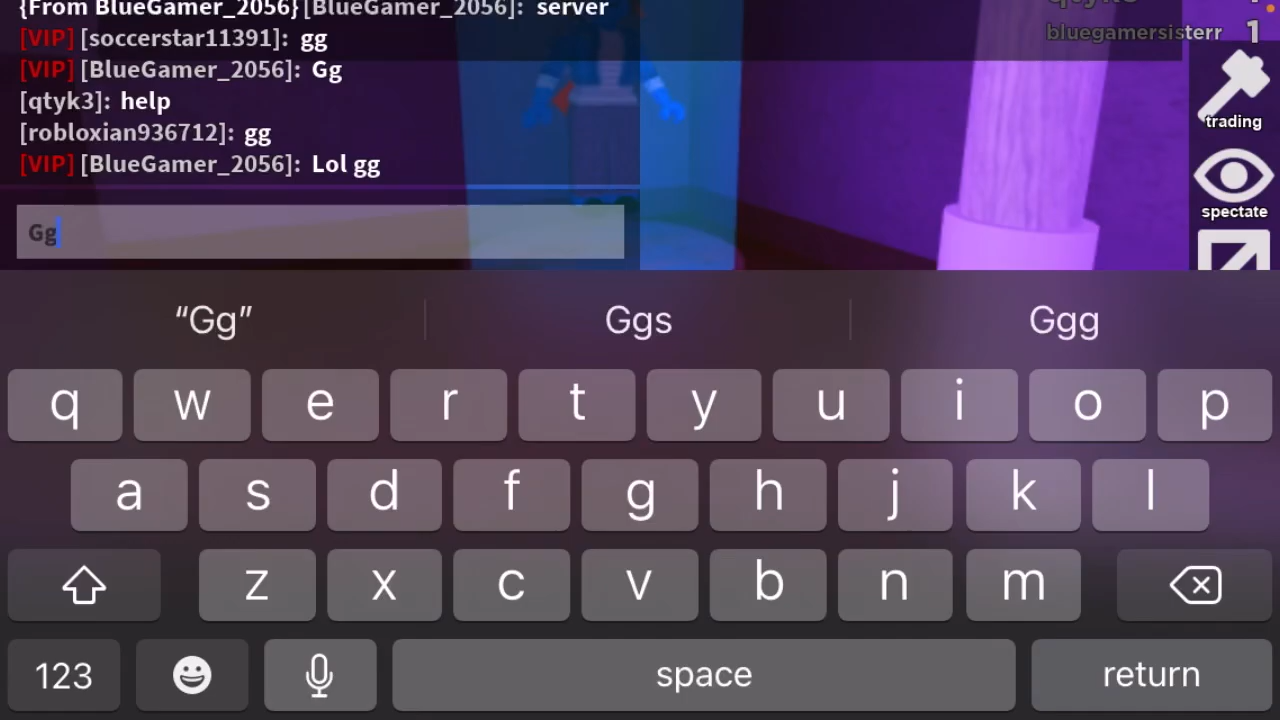 {From BlueGamer_2056}[BlueGamer_2056]: server
[VIP] [soccerstar11391]: gg
[VIP] [BlueGamer_2056]: Gg
[qtyk3]: help
[robloxian936712]: gg
[VIP] [BlueGamer_2056]: Lol gg
bluegamersisterr 1
trading
spectate
Gg
“Gg” Ggs Ggg
q w e r t y u i o p
a s d f g h j k l
z x c v b n m
123 space return